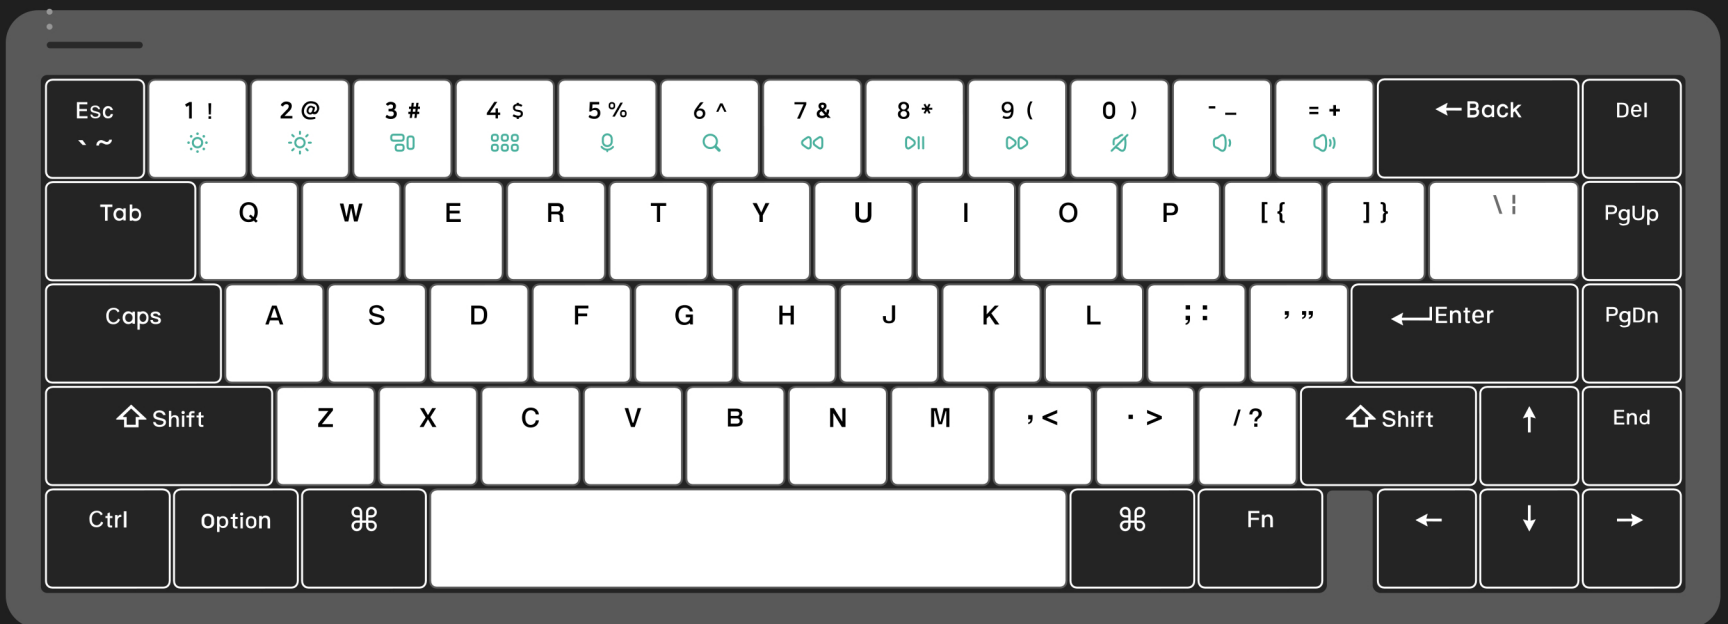 Esc 1 ! 2 @ 3 # 4 $ 5 % 6 ^ 7 & 8 * 9 ( 0 ) - _ = + ←Back Del
` ~
Tab Q W E R T Y U I O P [ { ] } \ ¦ PgUp
Caps A S D F G H J K L ; : ’ ” ↵Enter PgDn
⇧ Shift Z X C V B N M , < . > / ? ⇧ Shift ↑ End
Ctrl Option ⌘ ⌘ Fn ← ↓ →